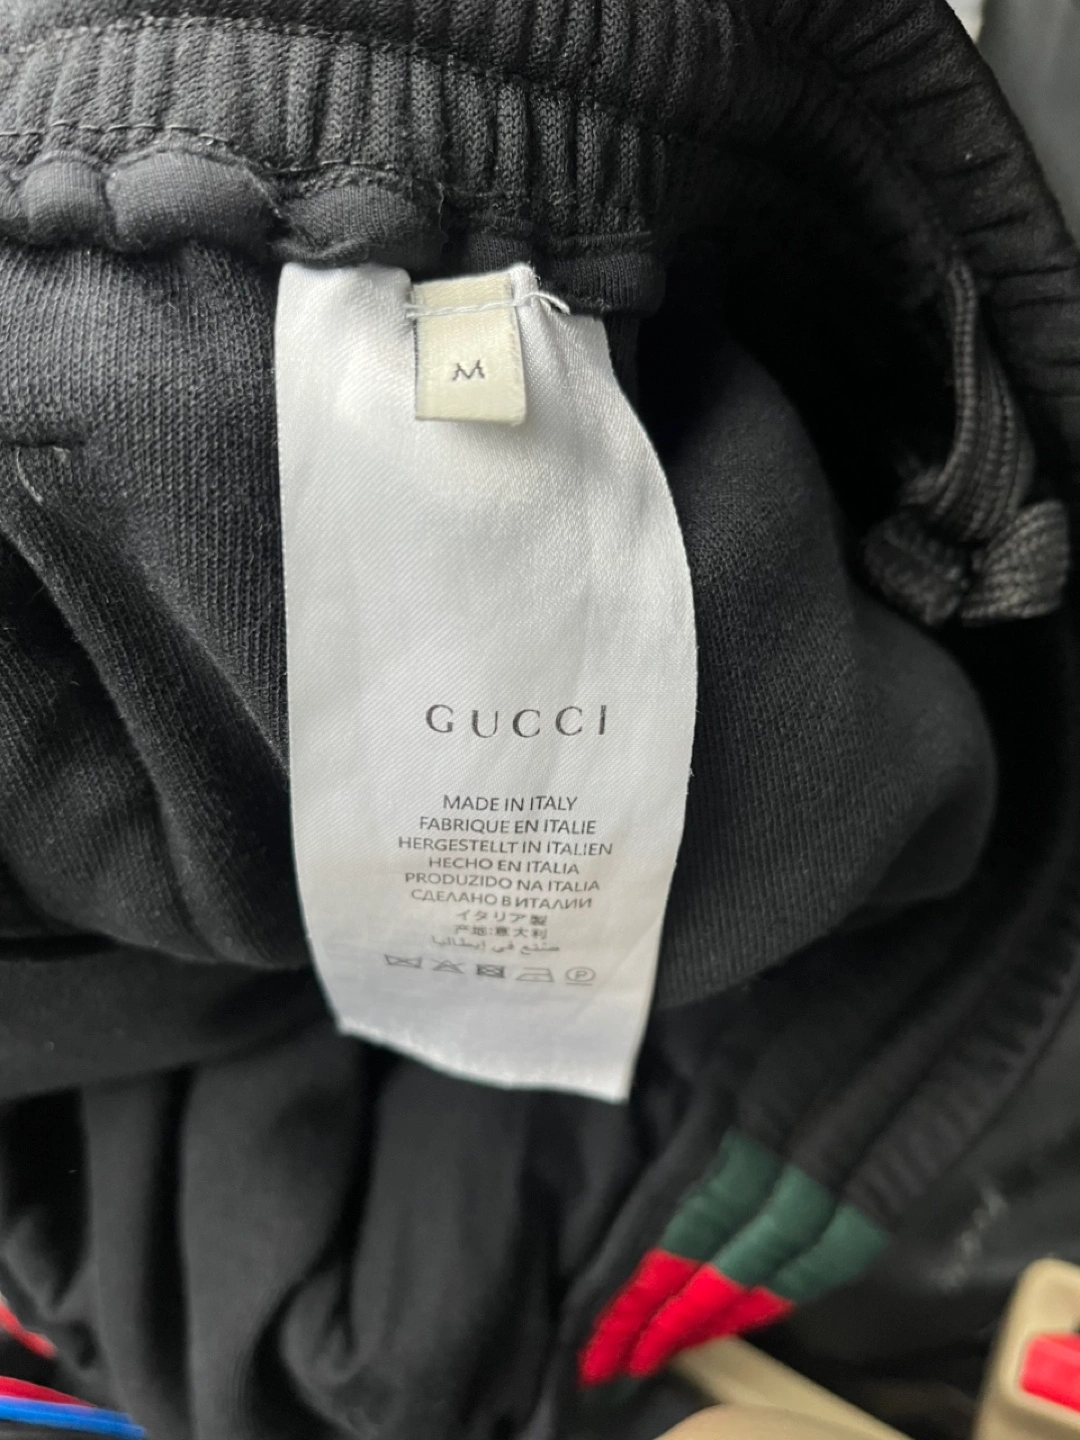 M
GUCCI
MADE IN ITALY
FABRIQUE EN ITALIE
HERGESTELLT IN ITALIEN
HECHO EN ITALIA
PRODUZIDO NA ITALIA
СДЕЛАНО В ИТАЛИИ
イタリア製
产地:意大利
صنع في إيطاليا
P